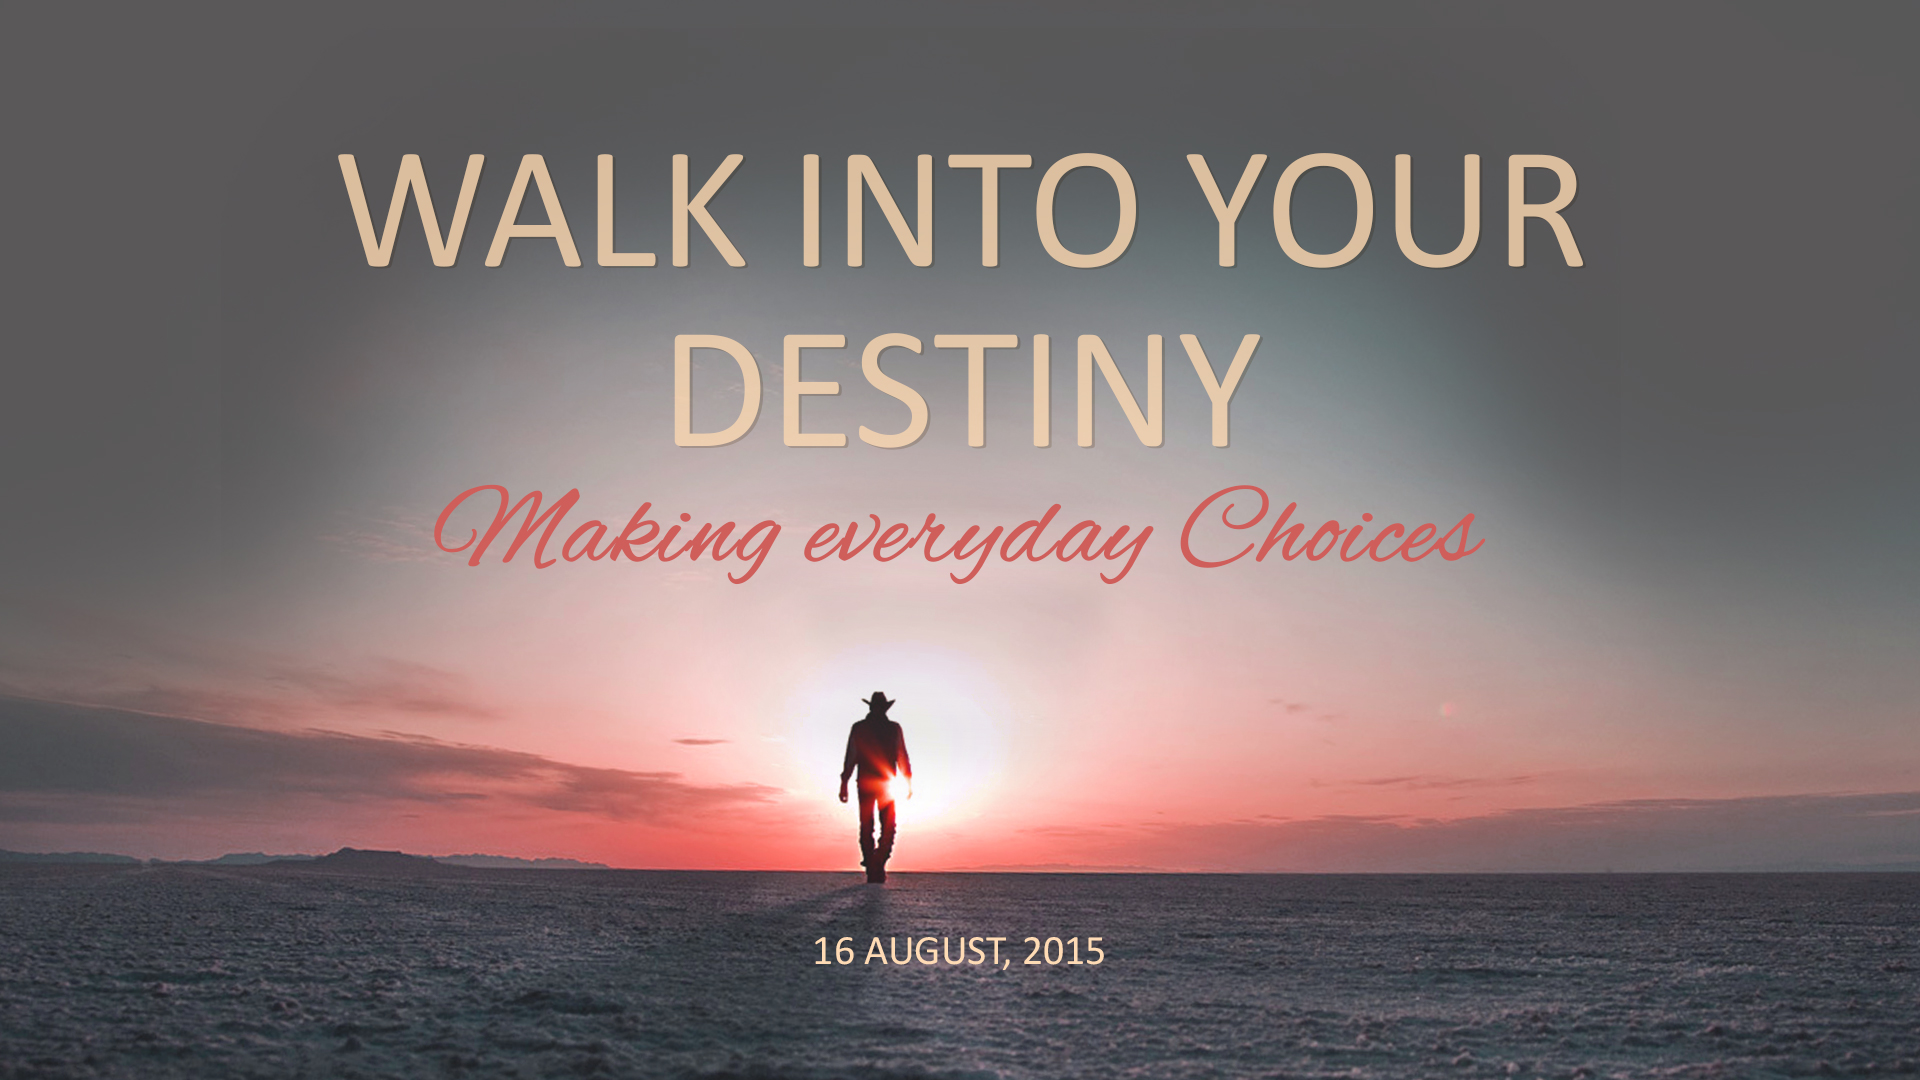 WALK INTO YOUR
DESTINY
Making everyday Choices
16 AUGUST, 2015